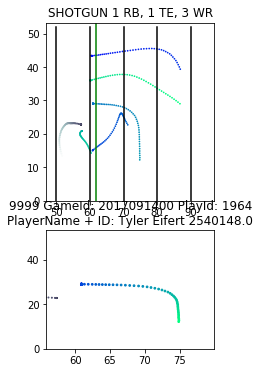 SHOTGUN 1 RB, 1 TE, 3 WR
50
40
30
20
10
0
50 60 70 80 90
9999 GameId: 2017091400 PlayId: 1964
PlayerName + ID: Tyler Eifert 2540148.0
40
20
0
60 65 70 75